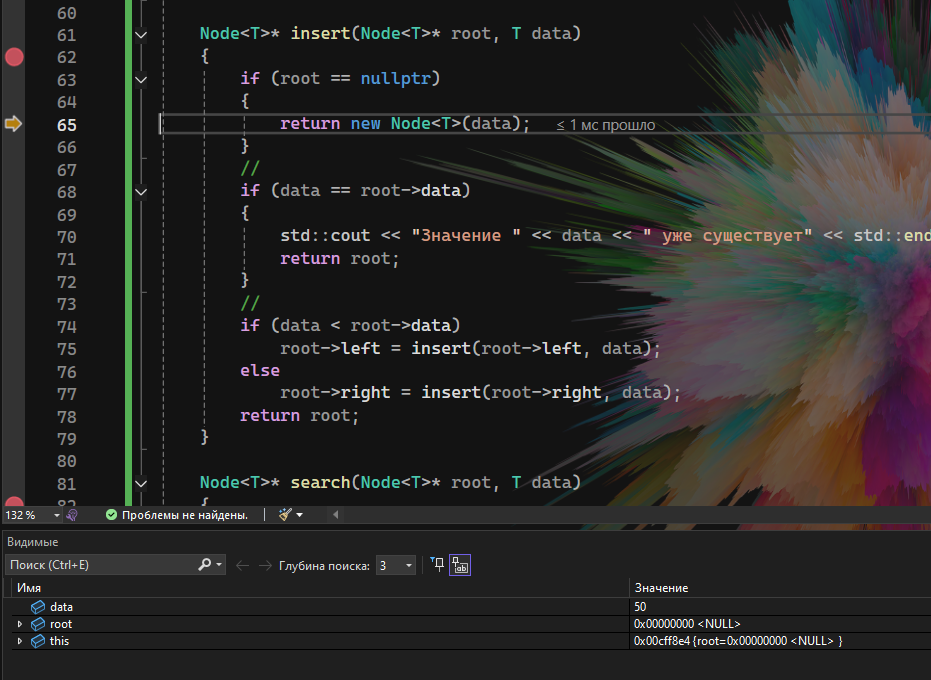 60
61 Node<T>* insert(Node<T>* root, T data)
62 {
63 if (root == nullptr)
64 {
65 return new Node<T>(data); ≤ 1 мс прошло
66 }
67 //
68 if (data == root->data)
69 {
70 std::cout << "Значение " << data << " уже существует" << std::end
71 return root;
72 }
73 //
74 if (data < root->data)
75 root->left = insert(root->left, data);
76 else
77 root->right = insert(root->right, data);
78 return root;
79 }
80
81 Node<T>* search(Node<T>* root, T data)
82 {
132 % Проблемы не найдены.
Видимые
Поиск (Ctrl+E) Глубина поиска: 3
Имя Значение
data 50
root 0x00000000 <NULL>
this 0x00cff8e4 {root=0x00000000 <NULL> }